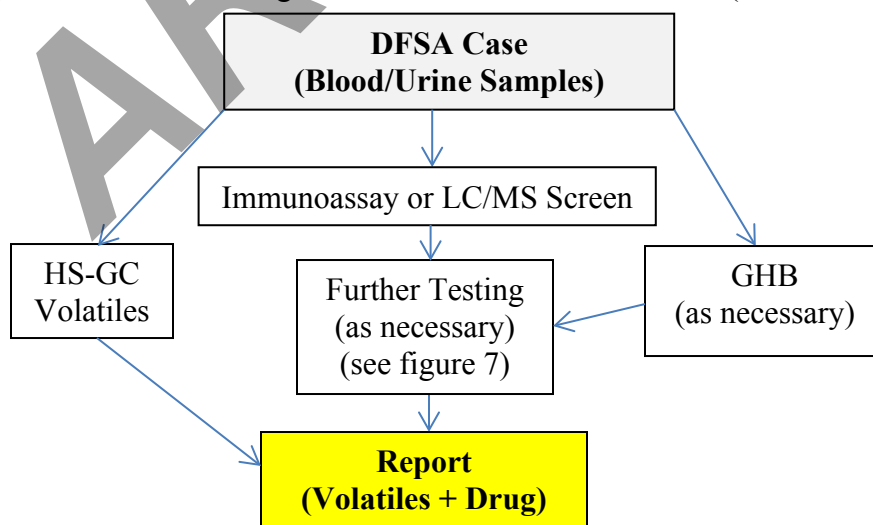 DFSA Case
(Blood/Urine Samples)
Immunoassay or LC/MS Screen
HS-GC
Volatiles
Further Testing
(as necessary)
(see figure 7)
GHB
(as necessary)
Report
(Volatiles + Drug)